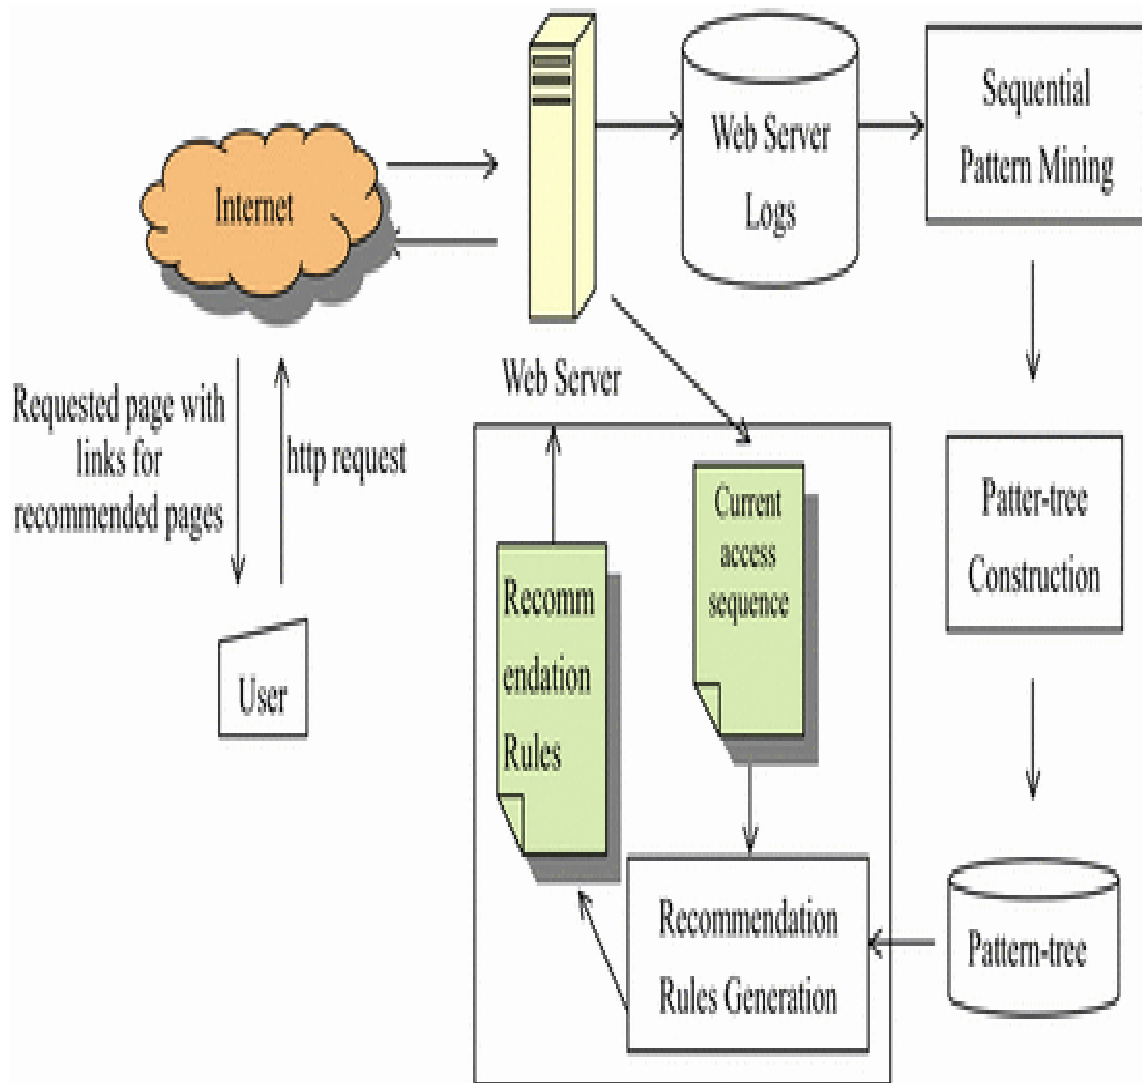 Internet
Web Server
Web Server
Logs
Sequential
Pattern Mining
Requested page with
links for
recommended pages
http request
User
Recomm
endation
Rules
Current
access
sequence
Patter-tree
Construction
Recommendation
Rules Generation
Pattern-tree